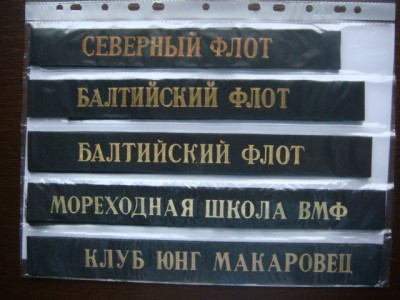 СЕВЕРНЫЙ ФЛОТ
БАЛТИЙСКИЙ ФЛОТ
БАЛТИЙСКИЙ ФЛОТ
МОРЕХОДНАЯ ШКОЛА ВМФ
КЛУБ ЮНГ МАКАРОВЕЦ